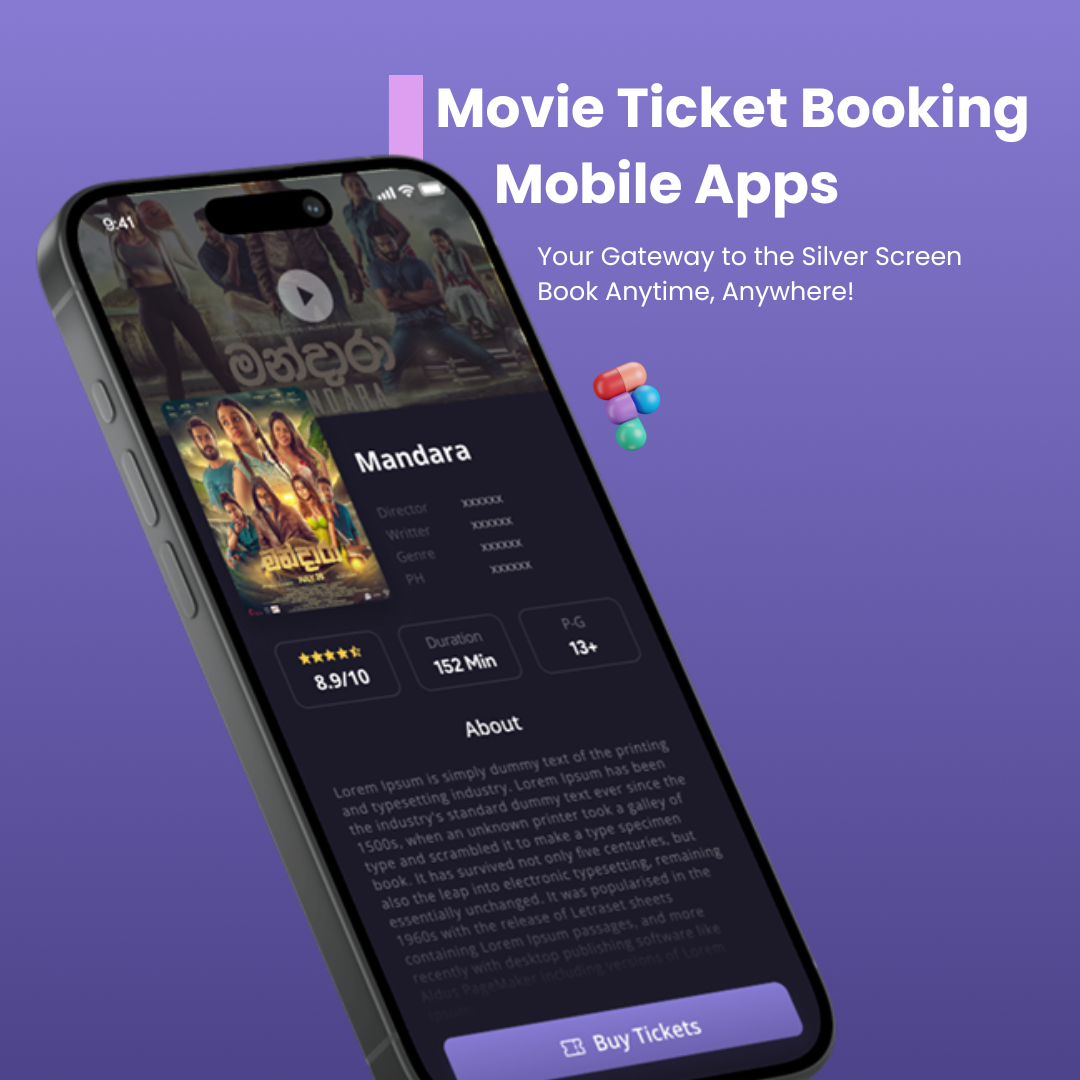 Movie Ticket Booking
Mobile Apps
Your Gateway to the Silver Screen
Book Anytime, Anywhere!
9:41
මන්දාරා
Mandara
Director xxxxxx
Writter xxxxxx
Genre xxxxxx
PH xxxxxx
මන්දාරා
JULY 25
8.9/10
Duration
152 Min
P-G
13+
About
Lorem Ipsum is simply dummy text of the printing
and typesetting industry. Lorem Ipsum has been
the industry's standard dummy text ever since the
1500s, when an unknown printer took a galley of
type and scrambled it to make a type specimen
book. It has survived not only five centuries, but
also the leap into electronic typesetting, remaining
essentially unchanged. It was popularised in the
1960s with the release of Letraset sheets
containing Lorem Ipsum passages, and more
recently with desktop publishing software like
Aldus PageMaker including versions of Lorem
Ipsum
Buy Tickets